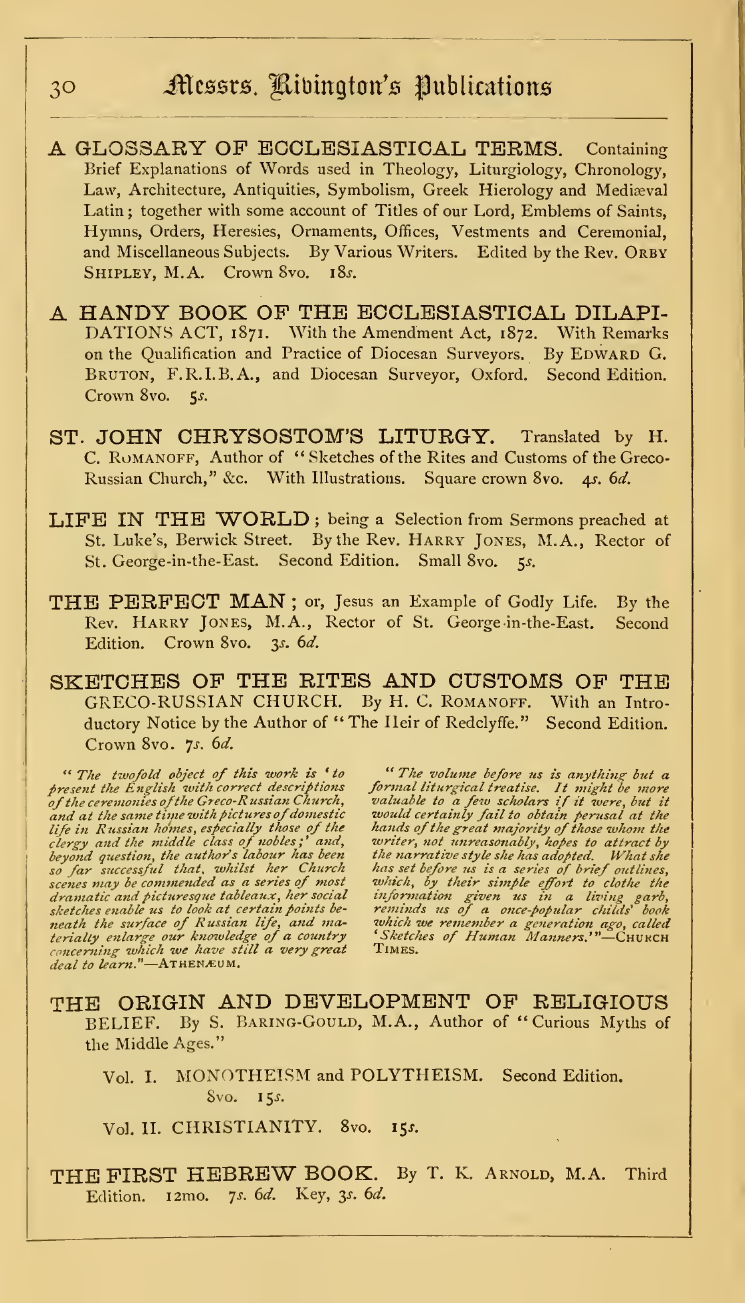 30 Messrs. Rivington's Publications
A GLOSSARY OF ECCLESIASTICAL TERMS. Containing
Brief Explanations of Words used in Theology, Liturgiology, Chronology,
Law, Architecture, Antiquities, Symbolism, Greek Hierology and Mediæval
Latin; together with some account of Titles of our Lord, Emblems of Saints,
Hymns, Orders, Heresies, Ornaments, Offices, Vestments and Ceremonial,
and Miscellaneous Subjects. By Various Writers. Edited by the Rev. ORBY
SHIPLEY, M.A. Crown 8vo. 18s.
A HANDY BOOK OF THE ECCLESIASTICAL DILAPI-
DATIONS ACT, 1871. With the Amendment Act, 1872. With Remarks
on the Qualification and Practice of Diocesan Surveyors. By EDWARD G.
BRUTON, F.R.I.B.A., and Diocesan Surveyor, Oxford. Second Edition.
Crown 8vo. 5s.
ST. JOHN CHRYSOSTOM'S LITURGY. Translated by H.
C. ROMANOFF, Author of "Sketches of the Rites and Customs of the Greco-
Russian Church," &c. With Illustrations. Square crown 8vo. 4s. 6d.
LIFE IN THE WORLD; being a Selection from Sermons preached at
St. Luke's, Berwick Street. By the Rev. HARRY JONES, M.A., Rector of
St. George-in-the-East. Second Edition. Small 8vo. 5s.
THE PERFECT MAN; or, Jesus an Example of Godly Life. By the
Rev. HARRY JONES, M.A., Rector of St. George-in-the-East. Second
Edition. Crown 8vo. 3s. 6d.
SKETCHES OF THE RITES AND CUSTOMS OF THE
GRECO-RUSSIAN CHURCH. By H. C. ROMANOFF. With an Intro-
ductory Notice by the Author of "The Heir of Redclyffe." Second Edition.
Crown 8vo. 7s. 6d.
"The twofold object of this work is 'to
present the English with correct descriptions
of the ceremonies of the Greco-Russian Church,
and at the same time with pictures of domestic
life in Russian homes, especially those of the
clergy and the middle class of nobles;' and,
beyond question, the author's labour has been
so far successful that, whilst her Church
scenes may be commended as a series of most
dramatic and picturesque tableaux, her social
sketches enable us to look at certain points be-
neath the surface of Russian life, and ma-
terially enlarge our knowledge of a country
concerning which we have still a very great
deal to learn."—ATHENÆUM.
"The volume before us is anything but a
formal liturgical treatise. It might be more
valuable to a few scholars if it were, but it
would certainly fail to obtain perusal at the
hands of the great majority of those whom the
writer, not unreasonably, hopes to attract by
the narrative style she has adopted. What she
has set before us is a series of brief outlines,
which, by their simple effort to clothe the
information given us in a living garb,
reminds us of a once-popular childs' book
which we remember a generation ago, called
'Sketches of Human Manners.'"—CHURCH
TIMES.
THE ORIGIN AND DEVELOPMENT OF RELIGIOUS
BELIEF. By S. BARING-GOULD, M.A., Author of "Curious Myths of
the Middle Ages."
Vol. I. MONOTHEISM and POLYTHEISM. Second Edition.
8vo. 15s.
Vol. II. CHRISTIANITY. 8vo. 15s.
THE FIRST HEBREW BOOK. By T. K. ARNOLD, M.A. Third
Edition. 12mo. 7s. 6d. Key, 3s. 6d.